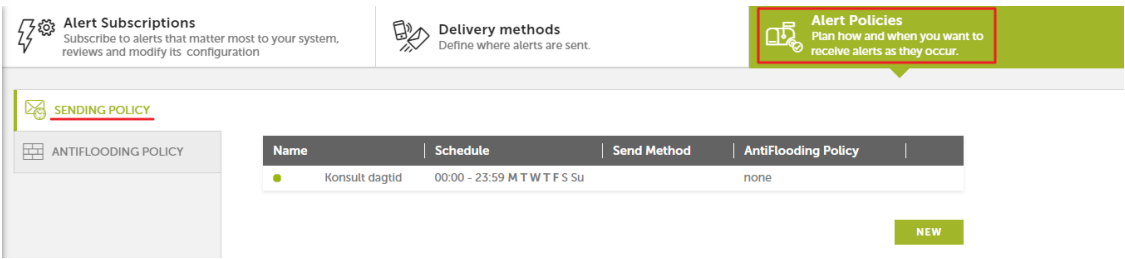 Alert Subscriptions
Subscribe to alerts that matter most to your system,
reviews and modify its configuration
Delivery methods
Define where alerts are sent.
Alert Policies
Plan how and when you want to
receive alerts as they occur.
SENDING POLICY
ANTIFLOODING POLICY
Name Schedule Send Method AntiFlooding Policy
Konsult dagtid 00:00 - 23:59 M T W T F S Su none
NEW